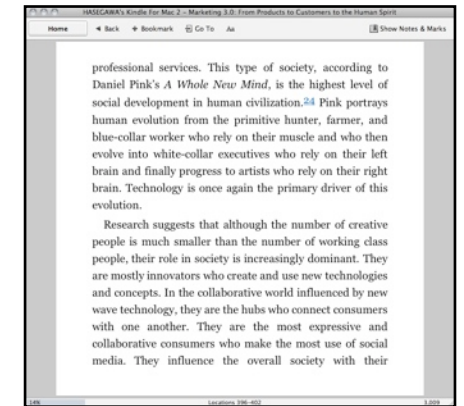 HASEGAWA's Kindle For Mac 2 – Marketing 3.0: From Products to Customers to the Human Spirit
Home ◄ Back + Bookmark Go To Aa Show Notes & Marks
professional services. This type of society, according to
Daniel Pink's A Whole New Mind, is the highest level of
social development in human civilization.24 Pink portrays
human evolution from the primitive hunter, farmer, and
blue-collar worker who rely on their muscle and who then
evolve into white-collar executives who rely on their left
brain and finally progress to artists who rely on their right
brain. Technology is once again the primary driver of this
evolution.
Research suggests that although the number of creative
people is much smaller than the number of working class
people, their role in society is increasingly dominant. They
are mostly innovators who create and use new technologies
and concepts. In the collaborative world influenced by new
wave technology, they are the hubs who connect consumers
with one another. They are the most expressive and
collaborative consumers who make the most use of social
media. They influence the overall society with their
14% Locations 396-402 3,009